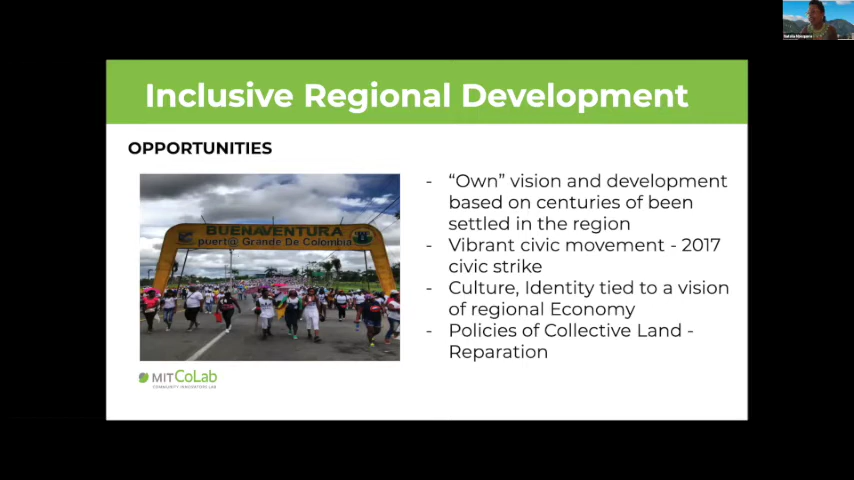 Inclusive Regional Development
OPPORTUNITIES
BUENAVENTURA
puert@ Grande De Colombia
- “Own” vision and development
based on centuries of been
settled in the region
- Vibrant civic movement - 2017
civic strike
- Culture, Identity tied to a vision
of regional Economy
- Policies of Collective Land -
Reparation
MIT CoLab
COMMUNITY INNOVATORS LAB